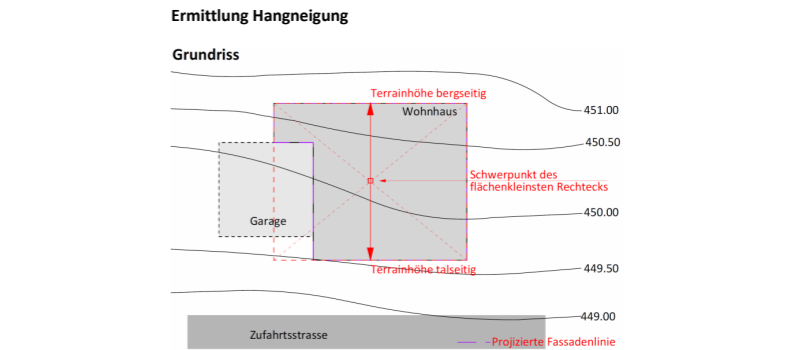 Ermittlung Hangneigung
Grundriss
Terrainhöhe bergseitig
Wohnhaus
451.00
450.50
Schwerpunkt des
flächenkleinsten Rechtecks
450.00
Garage
Terrainhöhe talseitig
449.50
449.00
Zufahrtsstrasse
Projizierte Fassadenlinie